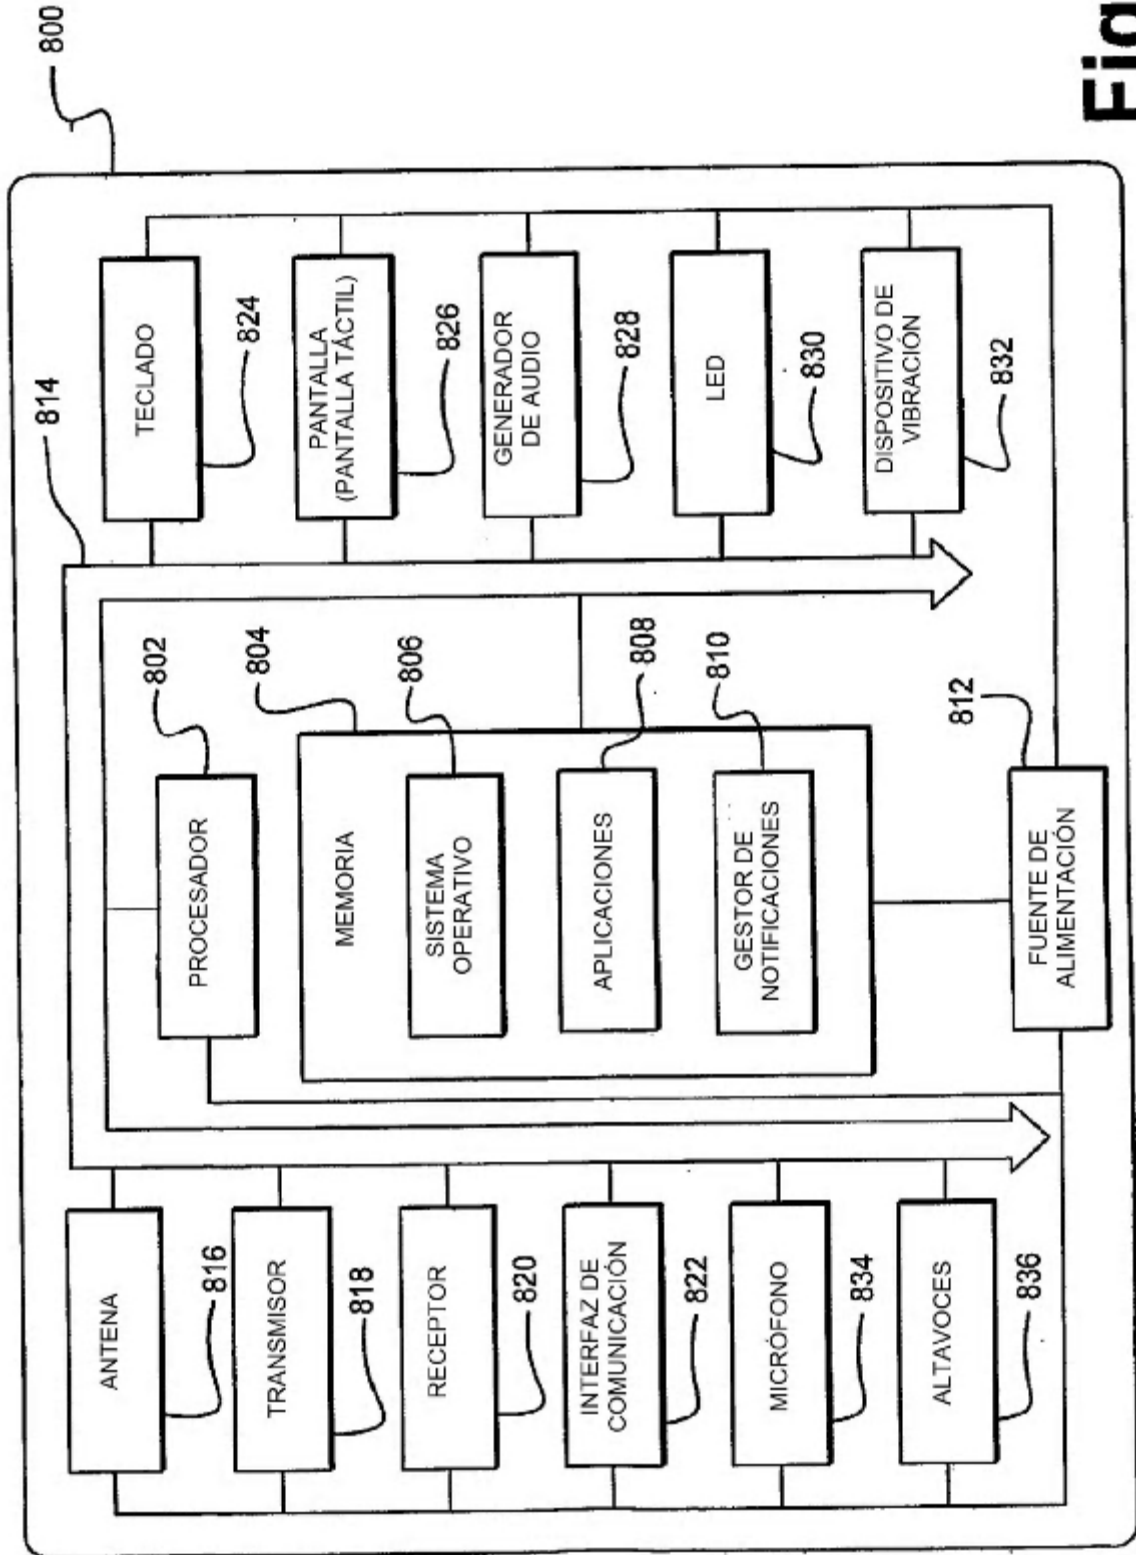 800
814
ANTENA
816
TRANSMISOR
818
RECEPTOR
820
INTERFAZ DE
COMUNICACIÓN
822
MICRÓFONO
834
ALTAVOCES
836
PROCESADOR
802
MEMORIA
804
SISTEMA
OPERATIVO
806
APLICACIONES
808
GESTOR DE
NOTIFICACIONES
810
FUENTE DE
ALIMENTACIÓN
812
TECLADO
824
PANTALLA
(PANTALLA TÁCTIL)
826
GENERADOR
DE AUDIO
828
LED
830
DISPOSITIVO DE
VIBRACIÓN
832
Fig